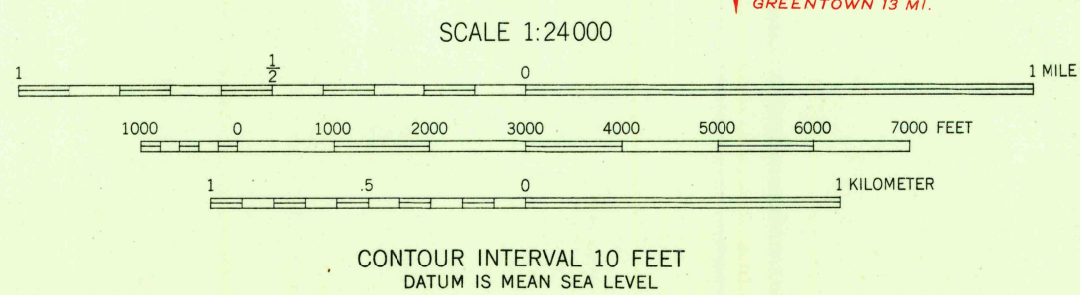 GREENTOWN 13 MI.
SCALE 1:24000
1 1/2 0 1 MILE
1000 0 1000 2000 3000 4000 5000 6000 7000 FEET
1 .5 0 1 KILOMETER
CONTOUR INTERVAL 10 FEET
DATUM IS MEAN SEA LEVEL